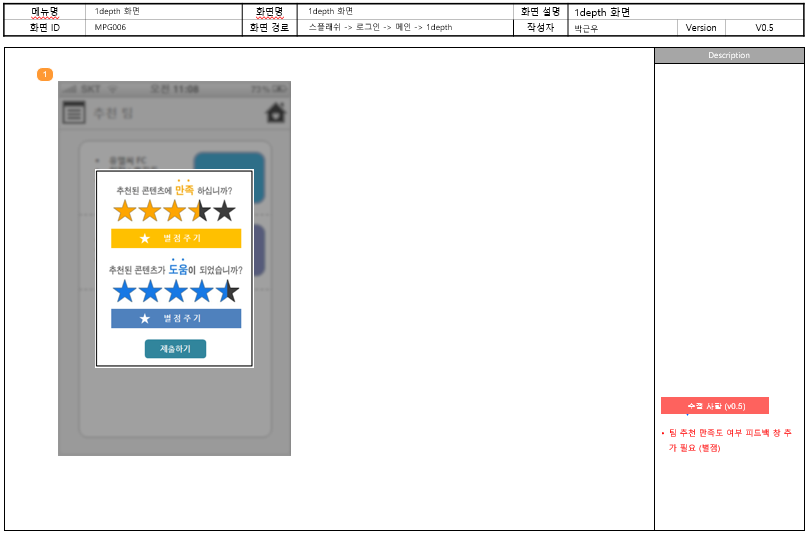 메뉴명 1depth 화면 화면명 1depth 화면 화면 설명 1depth 화면
화면 ID MPG006 화면 경로 스플래쉬 -> 로그인 -> 메인 -> 1depth 작성자 박근우 Version V0.5
Description
1
SKT 오전 11:08 71%
추천 팀
추천된 콘텐츠에 만족 하십니까?
별점주기
추천된 콘텐츠가 도움이 되었습니까?
별점주기
제출하기
수정 사항 (v0.5)
• 팀 추천 만족도 여부 피드백 창 추
가 필요 (별점)